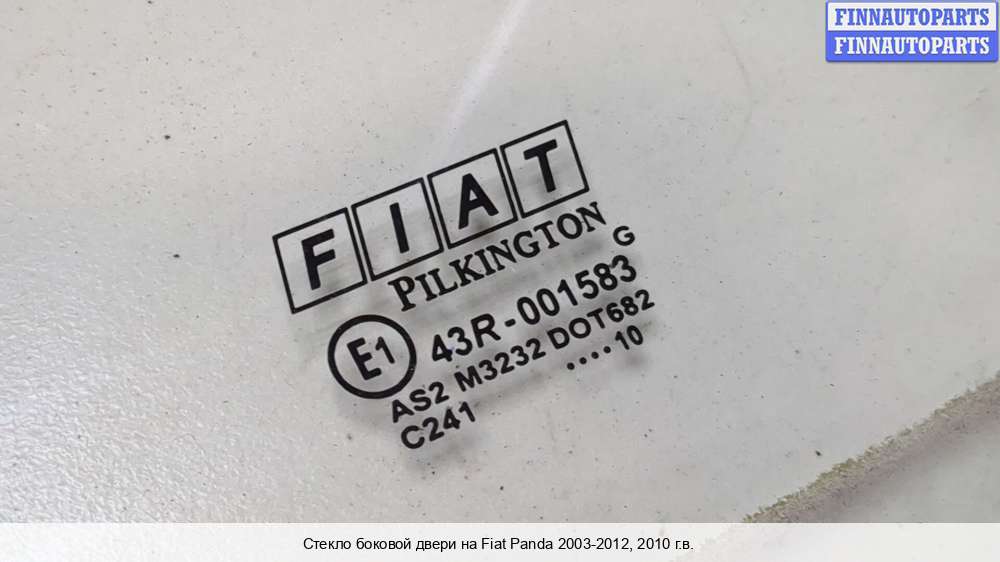 FINNAUTOPARTS
FINNAUTOPARTS
FIAT
PILKINGTON
G
E1 43R-001583
AS2 M3232 DOT682
C241 ....10
Стекло боковой двери на Fiat Panda 2003-2012, 2010 г.в.